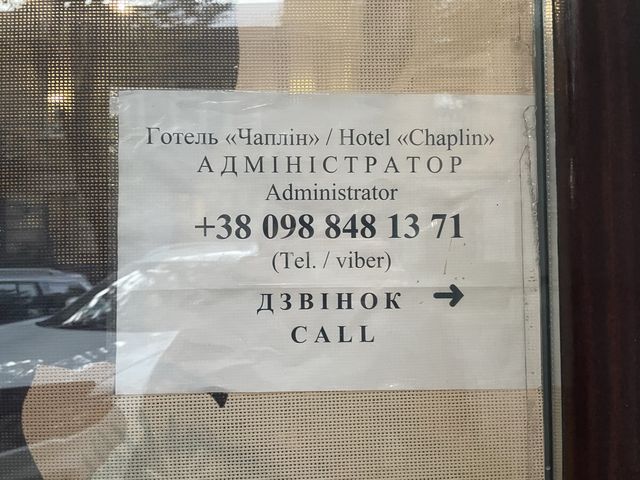 Готель «Чаплін» / Hotel «Chaplin»
АДМІНІСТРАТОР
Administrator
+38 098 848 13 71
(Tel. / viber)
ДЗВІНОК →
CALL